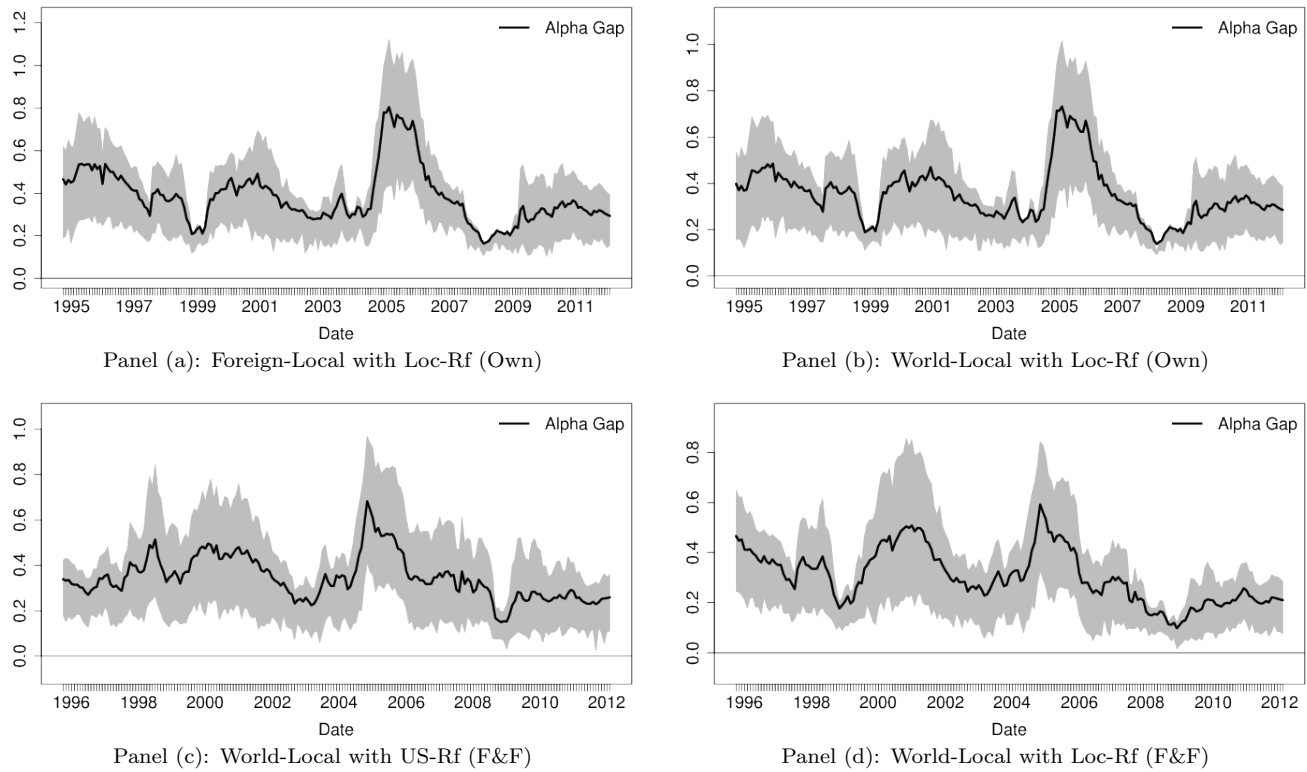 Alpha Gap
1.2
1.0
0.8
0.6
0.4
0.2
0.0
1995 1997 1999 2001 2003 2005 2007 2009 2011
Date
Panel (a): Foreign-Local with Loc-Rf (Own)
Alpha Gap
1.0
0.8
0.6
0.4
0.2
0.0
1995 1997 1999 2001 2003 2005 2007 2009 2011
Date
Panel (b): World-Local with Loc-Rf (Own)
Alpha Gap
1.0
0.8
0.6
0.4
0.2
0.0
1996 1998 2000 2002 2004 2006 2008 2010 2012
Date
Panel (c): World-Local with US-Rf (F&F)
Alpha Gap
0.8
0.6
0.4
0.2
0.0
1996 1998 2000 2002 2004 2006 2008 2010 2012
Date
Panel (d): World-Local with Loc-Rf (F&F)